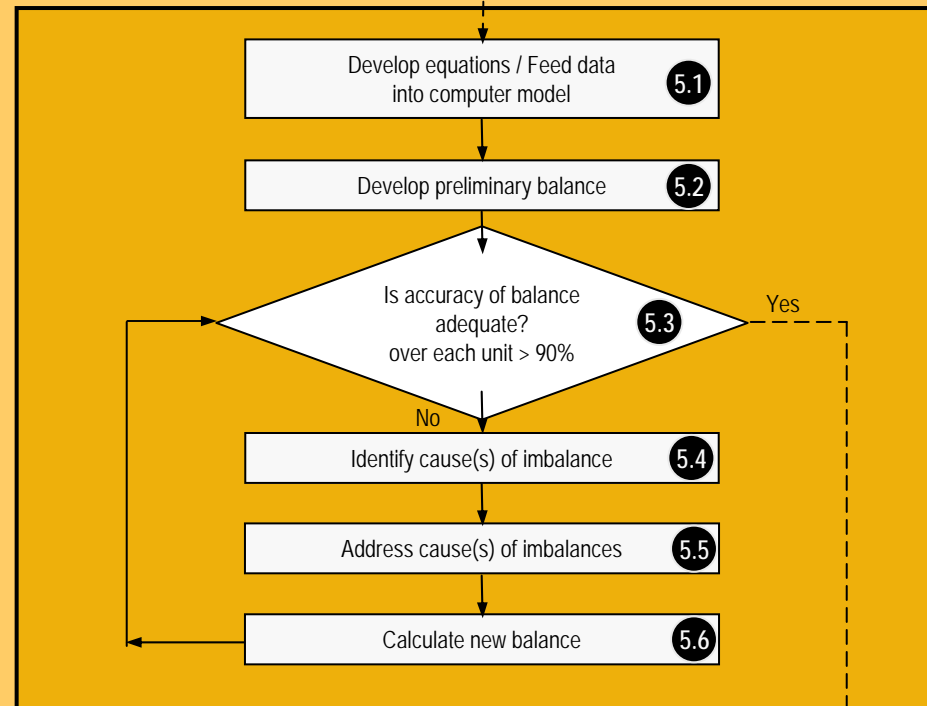 Develop equations / Feed data
into computer model
5.1
Develop preliminary balance
5.2
Is accuracy of balance
adequate?
over each unit > 90%
5.3
Yes
No
Identify cause(s) of imbalance
5.4
Address cause(s) of imbalances
5.5
Calculate new balance
5.6